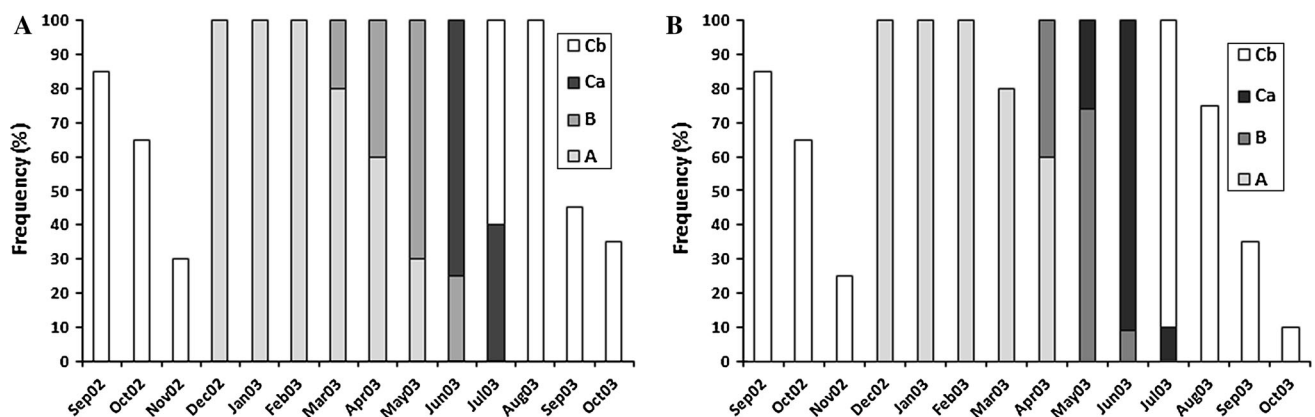 A
Frequency (%)
100
90
80
70
60
50
40
30
20
10
0
Cb
Ca
B
A
Sep02 Oct02 Nov02 Dec02 Jan03 Feb03 Mar03 Apr03 May03 Jun03 Jul03 Aug03 Sep03 Oct03
B
Frequency (%)
100
90
80
70
60
50
40
30
20
10
0
Cb
Ca
B
A
Sep02 Oct02 Nov02 Dec02 Jan03 Feb03 Mar03 Apr03 May03 Jun03 Jul03 Aug03 Sep03 Oct03